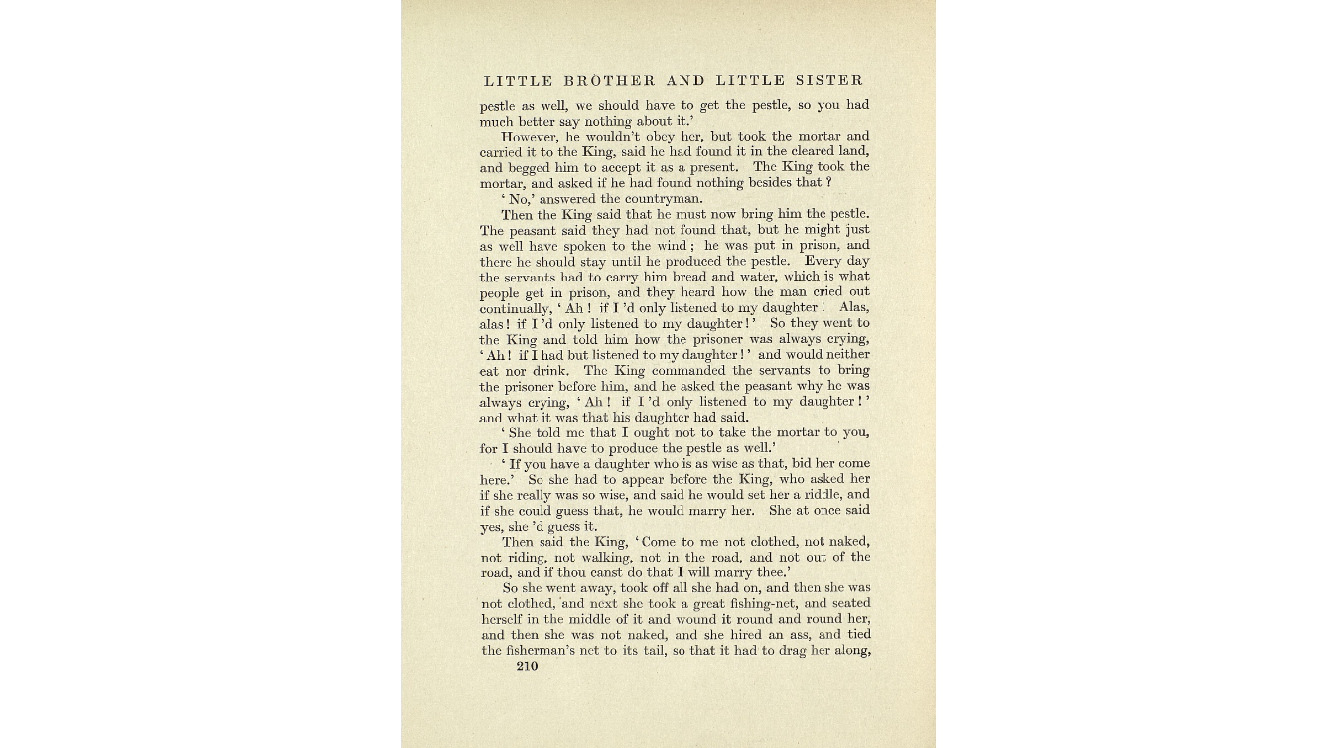 LITTLE BROTHER AND LITTLE SISTER
pestle as well, we should have to get the pestle, so you had
much better say nothing about it.’
However, he wouldn’t obey her, but took the mortar and
carried it to the King, said he had found it in the cleared land,
and begged him to accept it as a present. The King took the
mortar, and asked if he had found nothing besides that ?
‘ No,’ answered the countryman.
Then the King said that he must now bring him the pestle.
The peasant said they had not found that, but he might just
as well have spoken to the wind ; he was put in prison, and
there he should stay until he produced the pestle. Every day
the servants had to carry him bread and water, which is what
people get in prison, and they heard how the man cried out
continually, ‘ Ah ! if I ’d only listened to my daughter ! Alas,
alas ! if I ’d only listened to my daughter ! ’ So they went to
the King and told him how the prisoner was always crying,
‘ Ah ! if I had but listened to my daughter ! ’ and would neither
eat nor drink. The King commanded the servants to bring
the prisoner before him, and he asked the peasant why he was
always crying, ‘ Ah ! if I ’d only listened to my daughter ! ’
and what it was that his daughter had said.
‘ She told me that I ought not to take the mortar to you,
for I should have to produce the pestle as well.’
‘ If you have a daughter who is as wise as that, bid her come
here.’ So she had to appear before the King, who asked her
if she really was so wise, and said he would set her a riddle, and
if she could guess that, he would marry her. She at once said
yes, she ’d guess it.
Then said the King, ‘ Come to me not clothed, not naked,
not riding, not walking, not in the road, and not out of the
road, and if thou canst do that I will marry thee.’
So she went away, took off all she had on, and then she was
not clothed, and next she took a great fishing-net, and seated
herself in the middle of it and wound it round and round her,
and then she was not naked, and she hired an ass, and tied
the fisherman’s net to its tail, so that it had to drag her along,
210